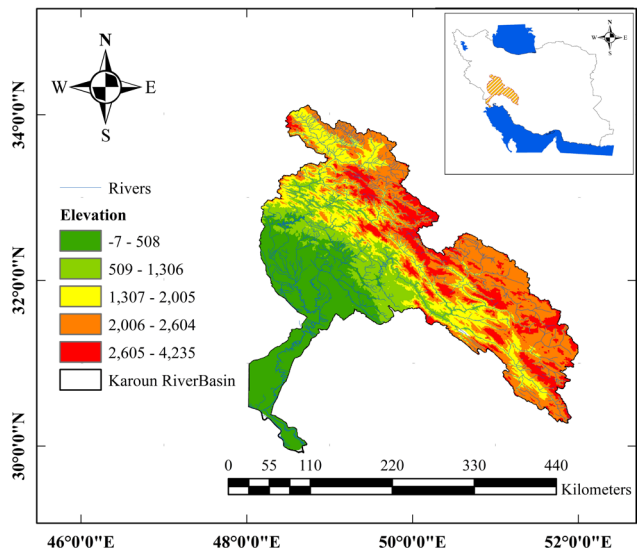 N
W E
S
N
W E
S
34°0'0"N
32°0'0"N
30°0'0"N
Rivers
Elevation
-7 - 508
509 - 1,306
1,307 - 2,005
2,006 - 2,604
2,605 - 4,235
Karoun RiverBasin
0 55 110 220 330 440
Kilometers
46°0'0"E 48°0'0"E 50°0'0"E 52°0'0"E